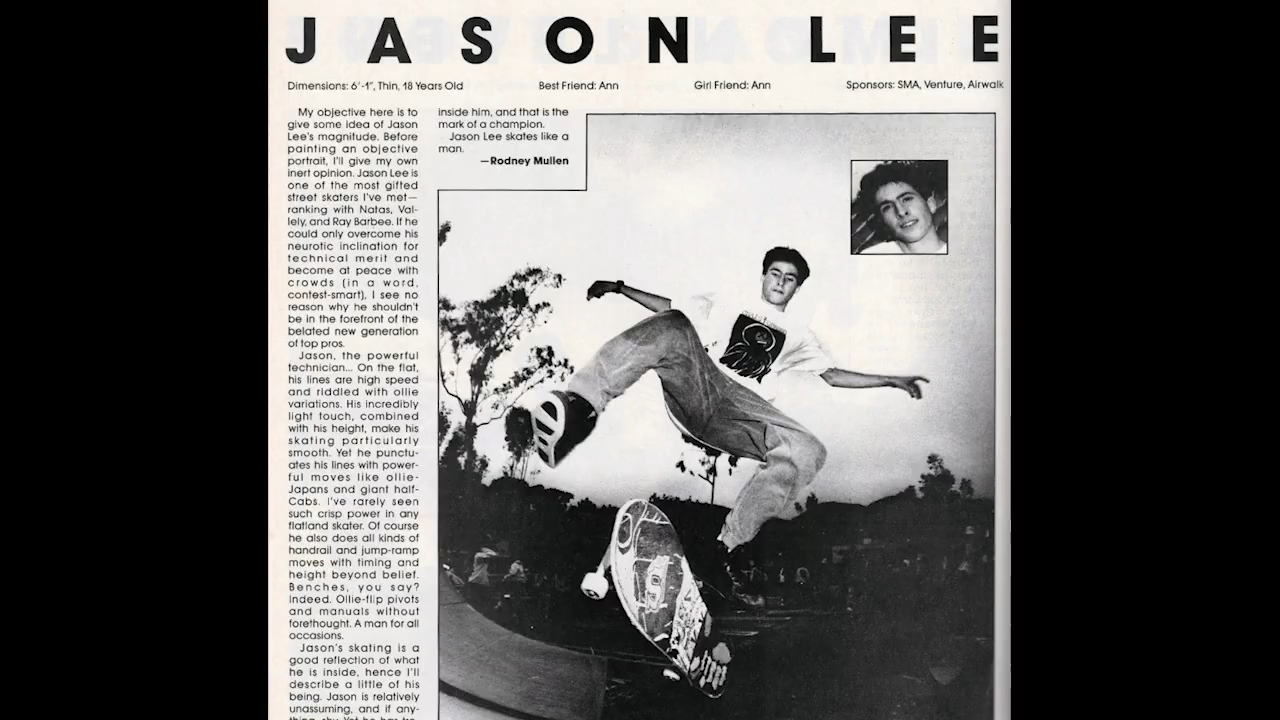 JASON LEE
Dimensions: 6'-1", Thin, 18 Years Old Best Friend: Ann Girl Friend: Ann Sponsors: SMA, Venture, Airwalk
My objective here is to
give some idea of Jason
Lee's magnitude. Before
painting an objective
portrait, I'll give my own
inert opinion. Jason Lee is
one of the most gifted
street skaters I've met—
ranking with Natas, Val-
lely, and Ray Barbee. If he
could only overcome his
neurotic inclination for
technical merit and
become at peace with
crowds (in a word,
contest-smart), I see no
reason why he shouldn't
be in the forefront of the
belated new generation
of top pros.
Jason, the powerful
technician... On the flat,
his lines are high speed
and riddled with ollie
variations. His incredibly
light touch, combined
with his height, make his
skating particularly
smooth. Yet he punctu-
ates his lines with power-
ful moves like ollie-
Japans and giant half-
Cabs. I've rarely seen
such crisp power in any
flatland skater. Of course
he also does all kinds of
handrail and jump-ramp
moves with timing and
height beyond belief.
Benches, you say?
Indeed. Ollie-flip pivots
and manuals without
forethought. A man for all
occasions.
Jason's skating is a
good reflection of what
he is inside, hence I'll
describe a little of his
being. Jason is relatively
unassuming, and if any-
thing, shy. Yet he has tre-
inside him, and that is the
mark of a champion.
Jason Lee skates like a
man.
—Rodney Mullen